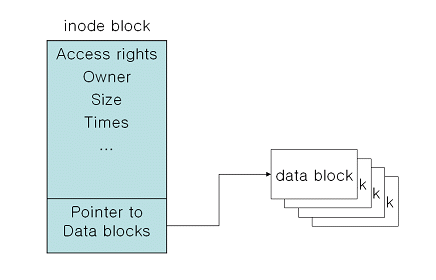 inode block
Access rights
Owner
Size
Times
...
Pointer to
Data blocks
data block
k
k
k